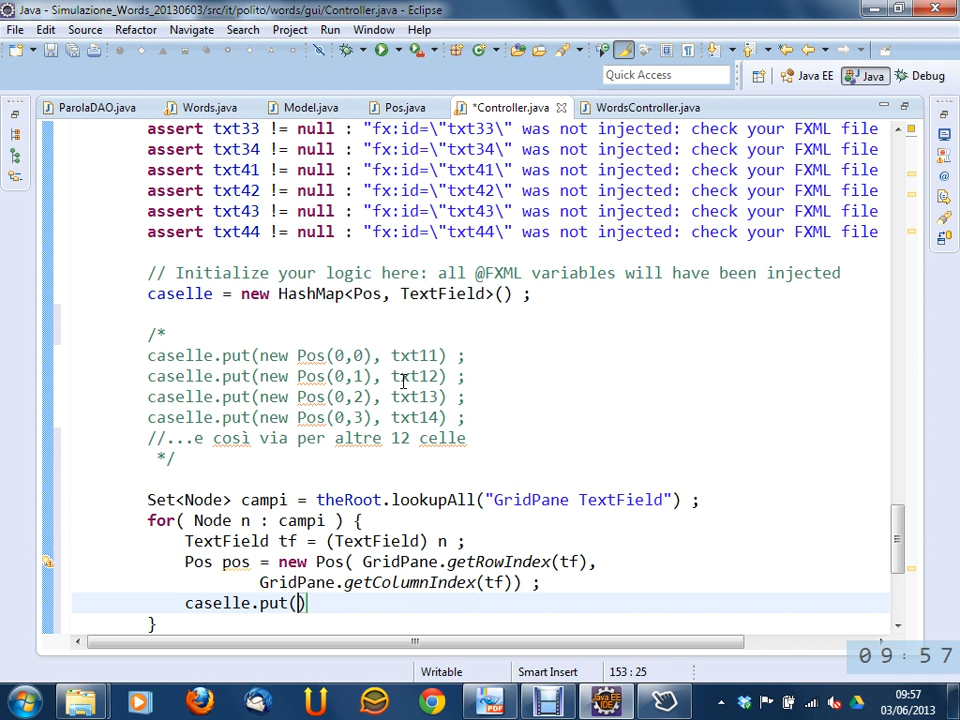 Java - Simulazione_Words_20130603/src/it/polito/words/gui/Controller.java - Eclipse
File Edit Source Refactor Navigate Search Project Run Window Help
Quick Access
Java EE Java Debug
ParolaDAO.java Words.java Model.java Pos.java *Controller.java WordsController.java
assert txt33 != null : "fx:id=\"txt33\" was not injected: check your FXML file
assert txt34 != null : "fx:id=\"txt34\" was not injected: check your FXML file
assert txt41 != null : "fx:id=\"txt41\" was not injected: check your FXML file
assert txt42 != null : "fx:id=\"txt42\" was not injected: check your FXML file
assert txt43 != null : "fx:id=\"txt43\" was not injected: check your FXML file
assert txt44 != null : "fx:id=\"txt44\" was not injected: check your FXML file
// Initialize your logic here: all @FXML variables will have been injected
caselle = new HashMap<Pos, TextField>() ;
/*
caselle.put(new Pos(0,0), txt11) ;
caselle.put(new Pos(0,1), txt12) ;
caselle.put(new Pos(0,2), txt13) ;
caselle.put(new Pos(0,3), txt14) ;
//...e così via per altre 12 celle
*/
Set<Node> campi = theRoot.lookupAll("GridPane TextField") ;
for( Node n : campi ) {
TextField tf = (TextField) n ;
Pos pos = new Pos( GridPane.getRowIndex(tf),
GridPane.getColumnIndex(tf)) ;
caselle.put()
}
09:57
Writable Smart Insert 153 : 25
09:57
03/06/2013